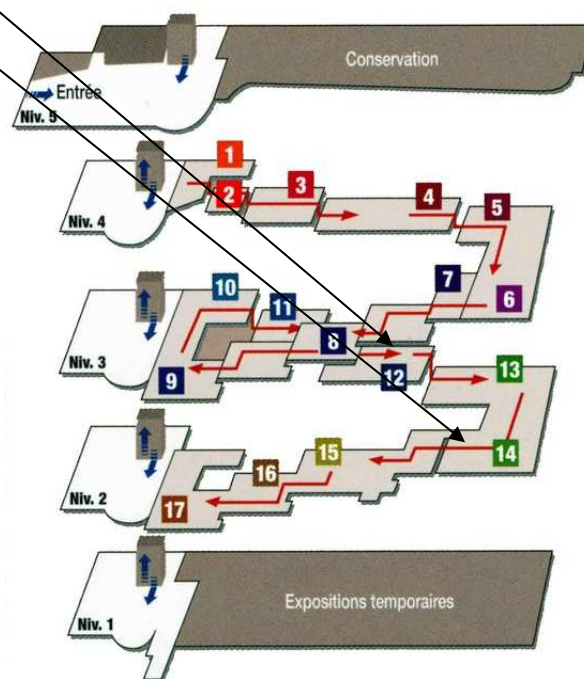 Conservation
Entrée
Niv. 5
1
2
3
4
5
Niv. 4
6
7
8
9
10
11
12
Niv. 3
13
14
15
16
17
Niv. 2
Expositions temporaires
Niv. 1